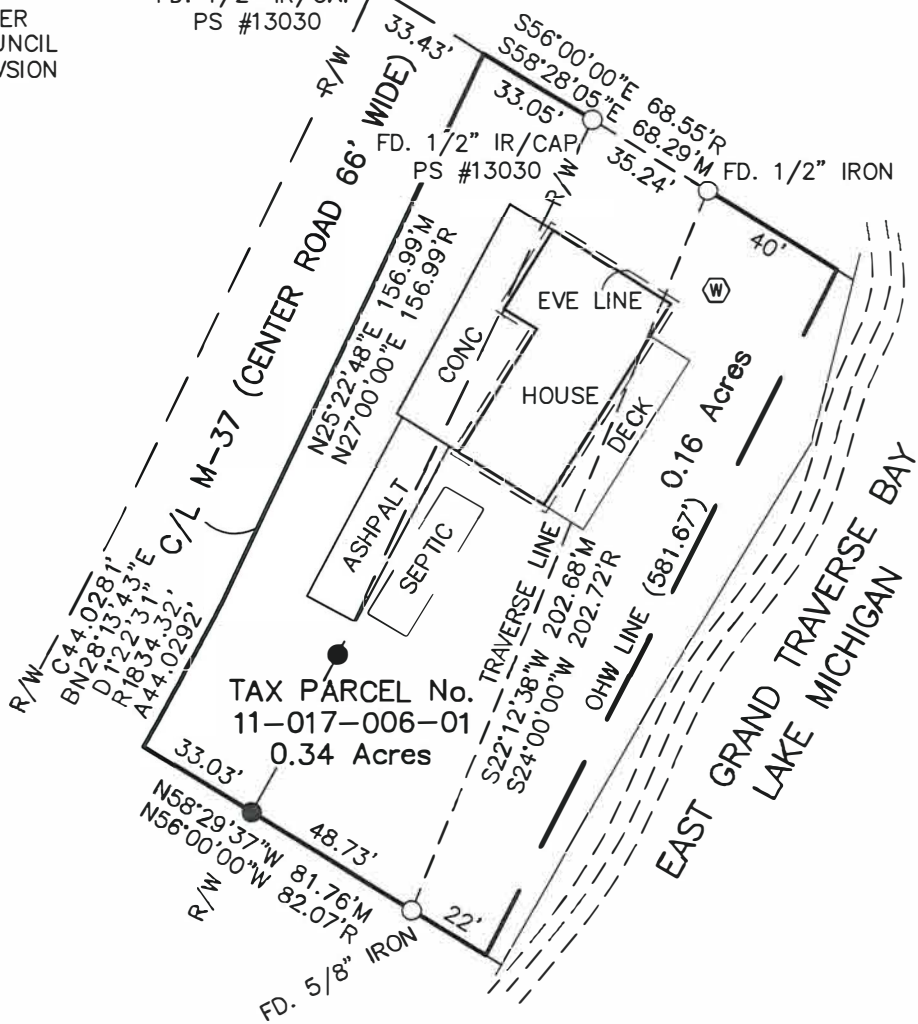 FD. 1/2" IR/CAP
PS #13030
ER
UNCIL
VSION
R/W
33.43'
S56°00'00"E 68.55'R
S58°28'05"E 68.29'M
33.05'
35.24'
FD. 1/2" IR/CAP
PS #13030
R/W
FD. 1/2" IRON
40'
W
C/L M-37 (CENTER ROAD 66' WIDE)
N25°22'48"E 156.99'M
N27°00'00"E 156.99'R
CONC
EVE LINE
HOUSE
DECK
0.16 Acres
ASHPALT
SEPTIC
TRAVERSE LINE
S22°12'38"W 202.68'M
S24°00'00"W 202.72'R
OHW LINE (581.67')
EAST GRAND TRAVERSE BAY
LAKE MICHIGAN
R/W
C44.0281'
BN28°13'43"E
D1°22'31"
R1834.32'
A44.0292'
TAX PARCEL No.
11-017-006-01
0.34 Acres
33.03'
48.73'
N58°29'37"W 81.76'M
N56°00'00"W 82.07'R
R/W
22'
FD. 5/8" IRON